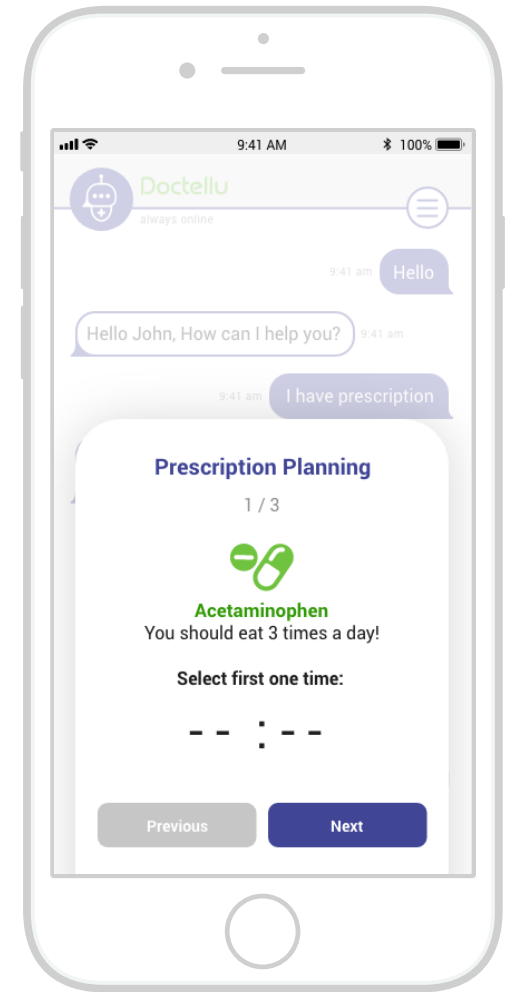 9:41 AM
100%
Doctellu
always online
9:41 am
Hello
Hello John, How can I help you?
9:41 am
9:41 am
I have prescription
Prescription Planning
1 / 3
Acetaminophen
You should eat 3 times a day!
Select first one time:
-- : --
Previous
Next